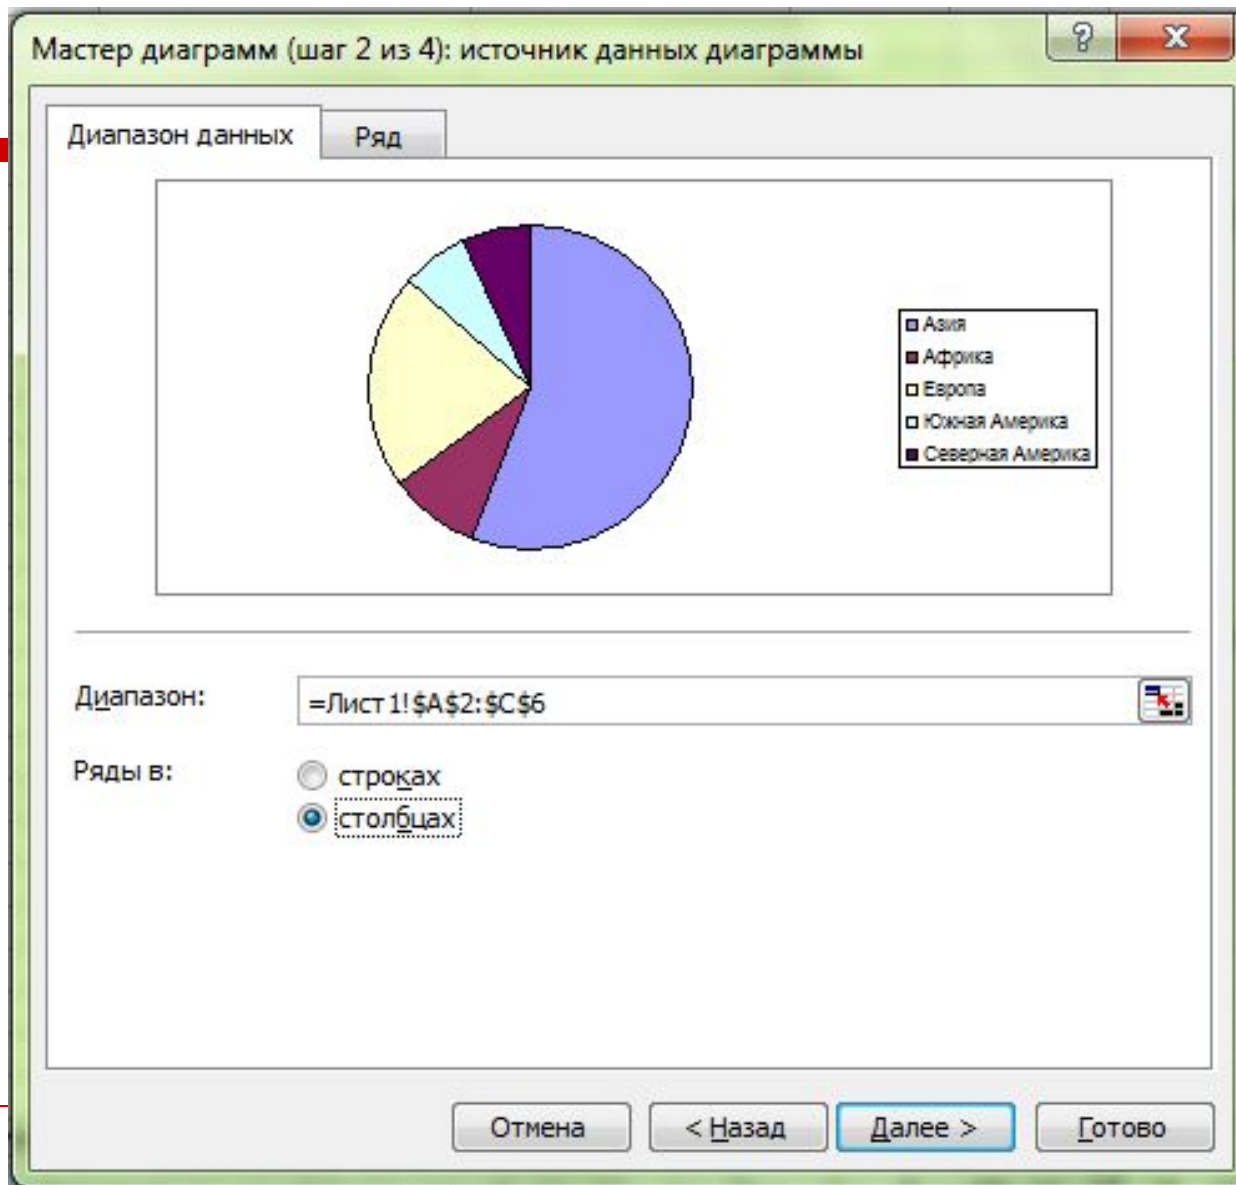 Мастер диаграмм (шаг 2 из 4): источник данных диаграммы
Диапазон данных
Ряд
Азия
Африка
Европа
Южная Америка
Северная Америка
Диапазон:
=Лист1!$A$2:$C$6
Ряды в:
строках
столбцах
Отмена
< Назад
Далее >
Готово